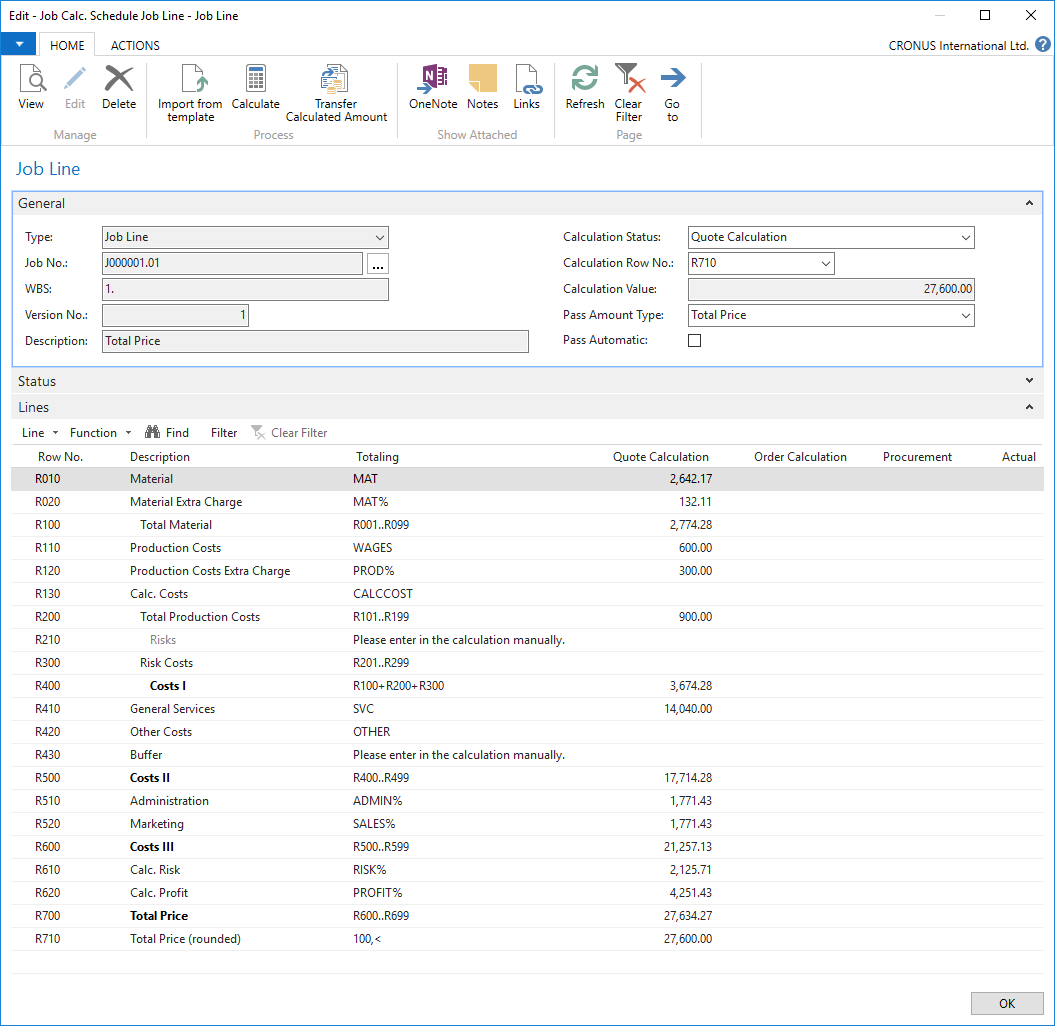 Edit - Job Calc. Schedule Job Line - Job Line
HOME ACTIONS CRONUS International Ltd. ?
View Edit Delete Import from template Calculate Transfer Calculated Amount OneNote Notes Links Refresh Clear Filter Go to
Manage Process Show Attached Page
Job Line
General
Type: Job Line Calculation Status: Quote Calculation
Job No.: J000001.01 ... Calculation Row No.: R710
WBS: 1. Calculation Value: 27,600.00
Version No.: 1 Pass Amount Type: Total Price
Description: Total Price Pass Automatic:
Status
Lines
Line Function Find Filter Clear Filter
Row No. Description Totaling Quote Calculation Order Calculation Procurement Actual
R010 Material MAT 2,642.17
R020 Material Extra Charge MAT% 132.11
R100 Total Material R001..R099 2,774.28
R110 Production Costs WAGES 600.00
R120 Production Costs Extra Charge PROD% 300.00
R130 Calc. Costs CALCCOST
R200 Total Production Costs R101..R199 900.00
R210 Risks Please enter in the calculation manually.
R300 Risk Costs R201..R299
R400 Costs I R100+R200+R300 3,674.28
R410 General Services SVC 14,040.00
R420 Other Costs OTHER
R430 Buffer Please enter in the calculation manually.
R500 Costs II R400..R499 17,714.28
R510 Administration ADMIN% 1,771.43
R520 Marketing SALES% 1,771.43
R600 Costs III R500..R599 21,257.13
R610 Calc. Risk RISK% 2,125.71
R620 Calc. Profit PROFIT% 4,251.43
R700 Total Price R600..R699 27,634.27
R710 Total Price (rounded) 100,< 27,600.00
OK